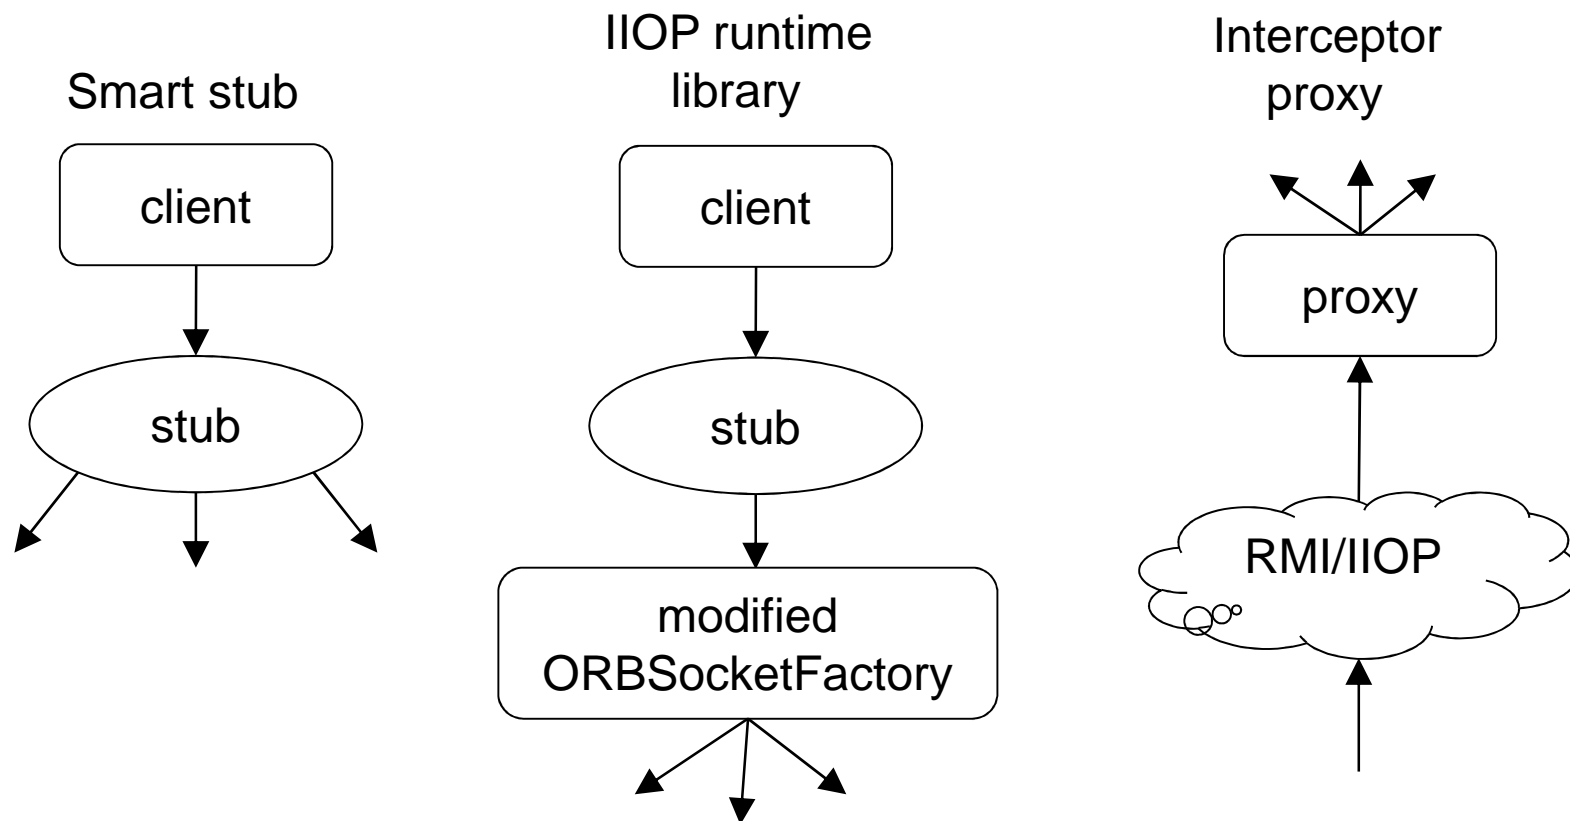 Smart stub
client
stub
IIOP runtime
library
client
stub
modified
ORBSocketFactory
Interceptor
proxy
proxy
RMI/IIOP